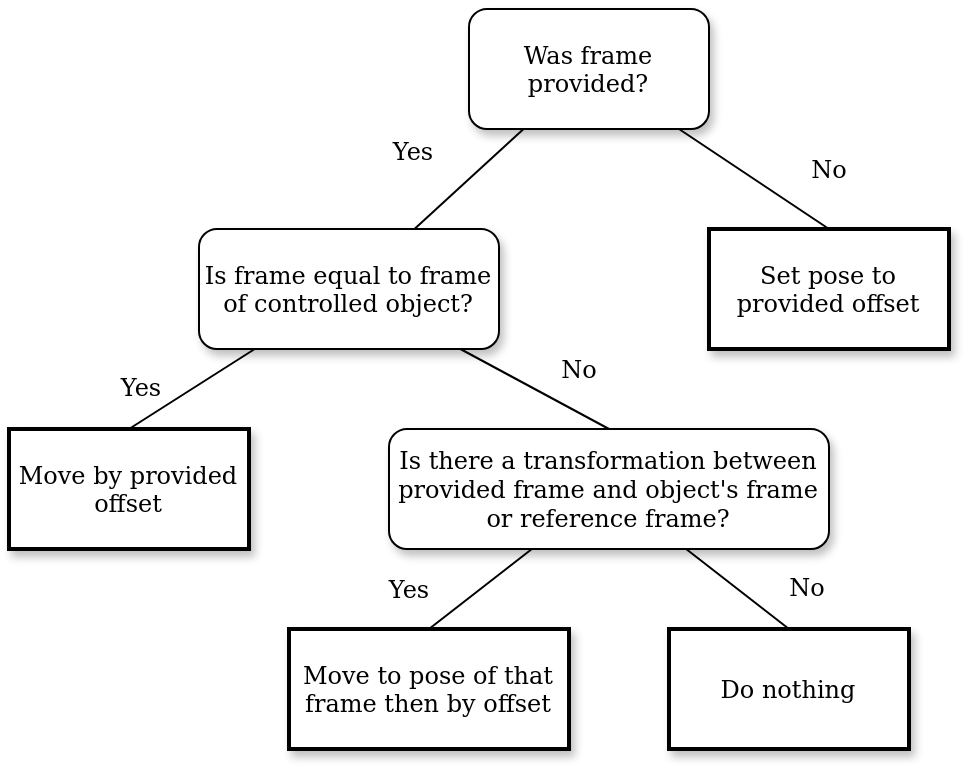 Was frame
provided?
Yes
No
Is frame equal to frame
of controlled object?
Set pose to
provided offset
Yes
No
Move by provided
offset
Is there a transformation between
provided frame and object's frame
or reference frame?
Yes
No
Move to pose of that
frame then by offset
Do nothing